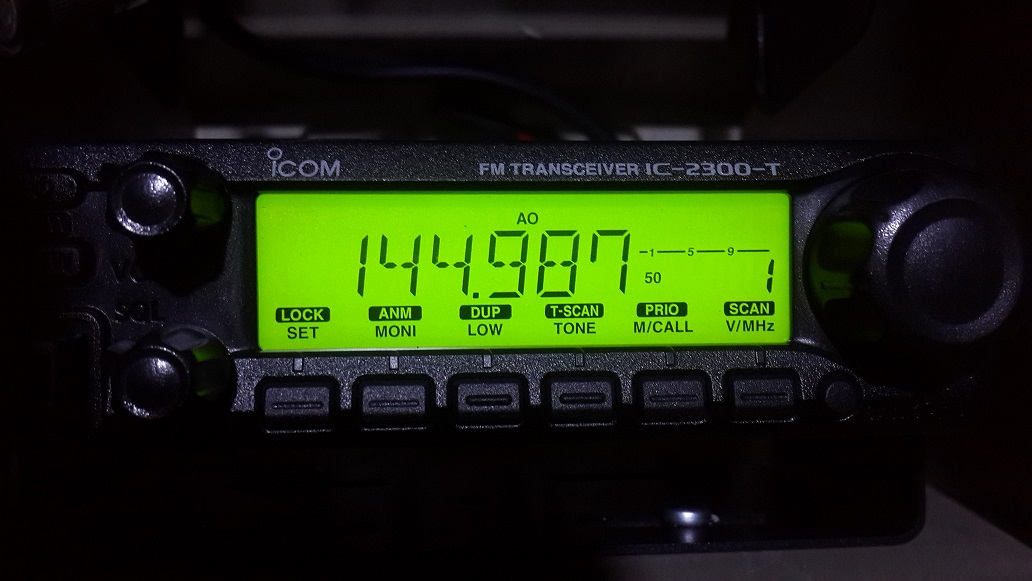 iCOM
FM TRANSCEIVER IC-2300-T
AO
144.987
1 5 9
50
1
LOCK ANM DUP T-SCAN PRIO SCAN
SET MONI LOW TONE M/CALL V/MHz
SQL